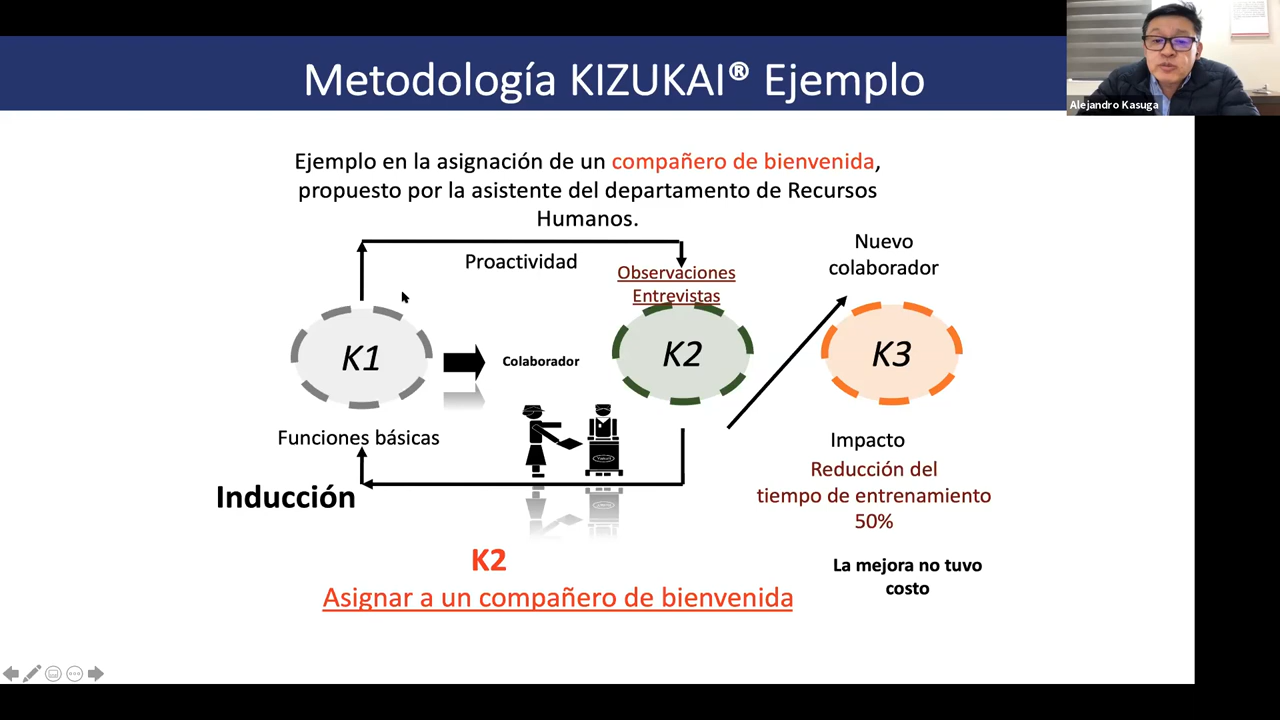 Metodología KIZUKAI® Ejemplo
Alejandro Kasuga
Ejemplo en la asignación de un compañero de bienvenida,
propuesto por la asistente del departamento de Recursos
Humanos.
Proactividad
Observaciones
Entrevistas
Nuevo
colaborador
K1
Colaborador
K2
K3
Funciones básicas
Inducción
Impacto
Reducción del
tiempo de entrenamiento
50%
K2
Asignar a un compañero de bienvenida
La mejora no tuvo
costo